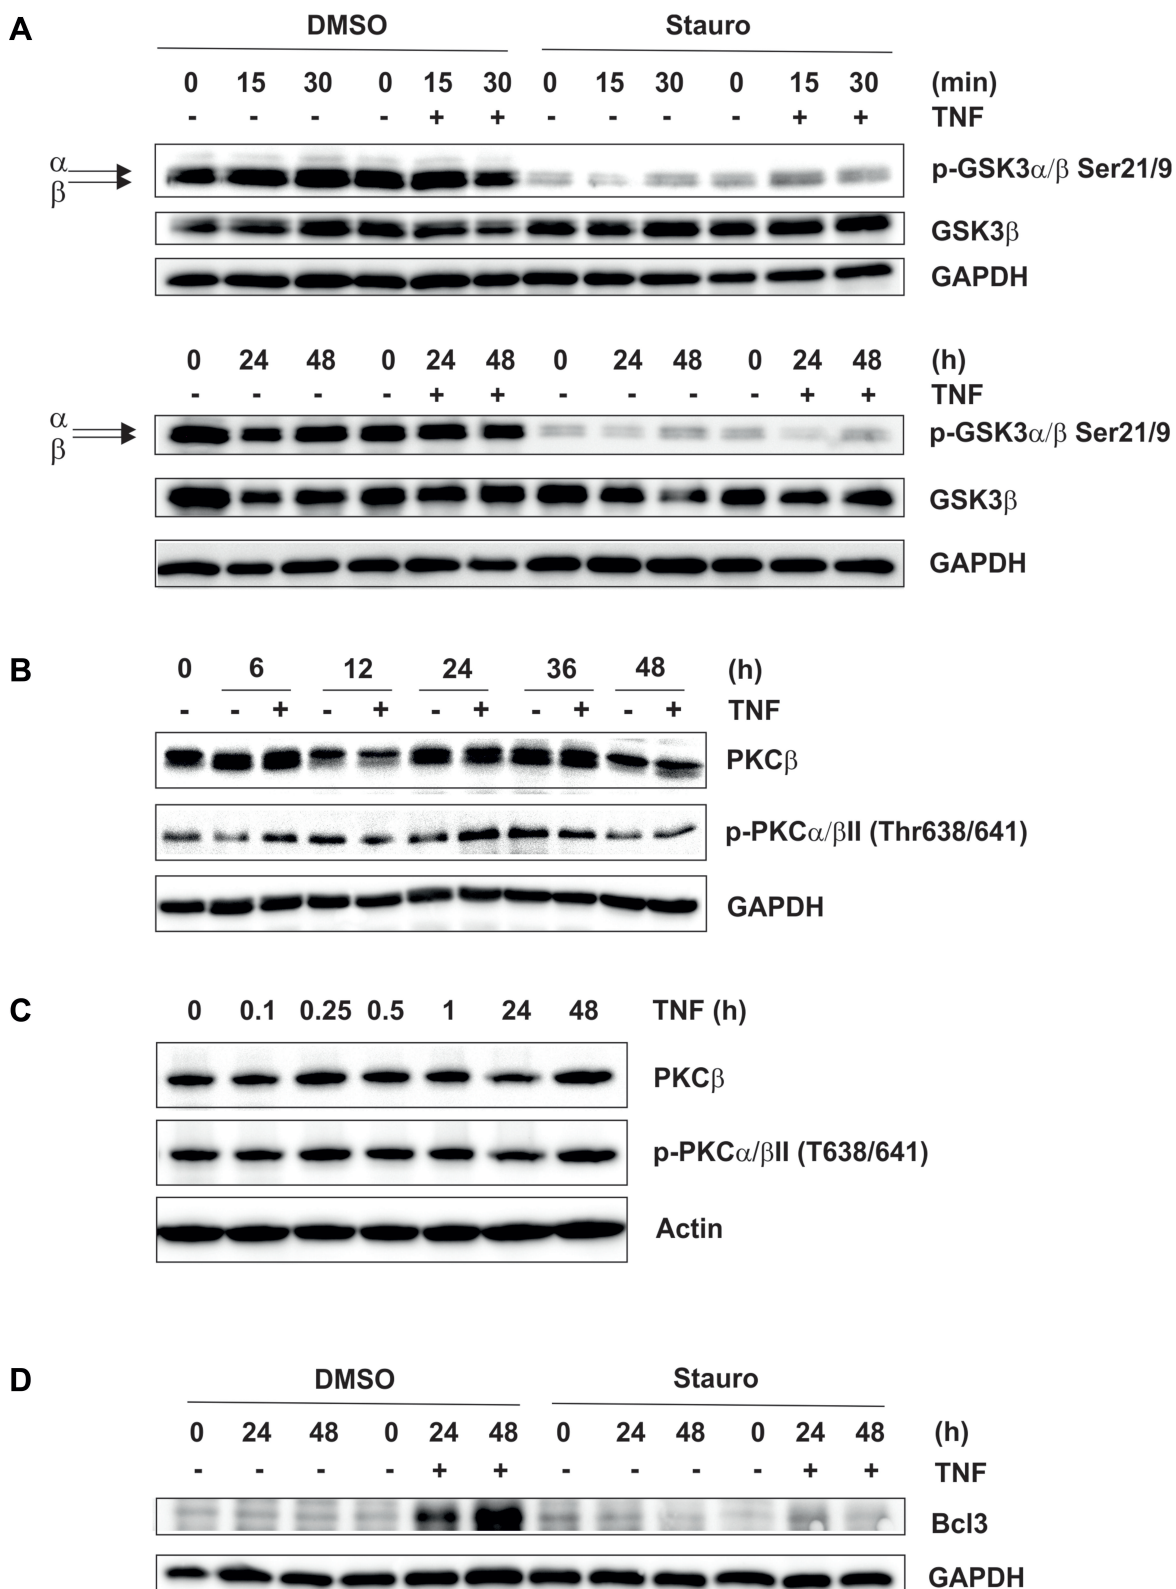 A
DMSO Stauro
0 15 30 0 15 30 0 15 30 0 15 30 (min)
- - - - + + - - - - + + TNF
α
β
p-GSK3α/β Ser21/9
GSK3β
GAPDH
0 24 48 0 24 48 0 24 48 0 24 48 (h)
- - - - + + - - - - + + TNF
α
β
p-GSK3α/β Ser21/9
GSK3β
GAPDH
B
0 6 12 24 36 48 (h)
- - + - + - + - + - + TNF
PKCβ
p-PKCα/βII (Thr638/641)
GAPDH
C
0 0.1 0.25 0.5 1 24 48 TNF (h)
PKCβ
p-PKCα/βII (T638/641)
Actin
D
DMSO Stauro
0 24 48 0 24 48 0 24 48 0 24 48 (h)
- - - - + + - - - - + + TNF
Bcl3
GAPDH